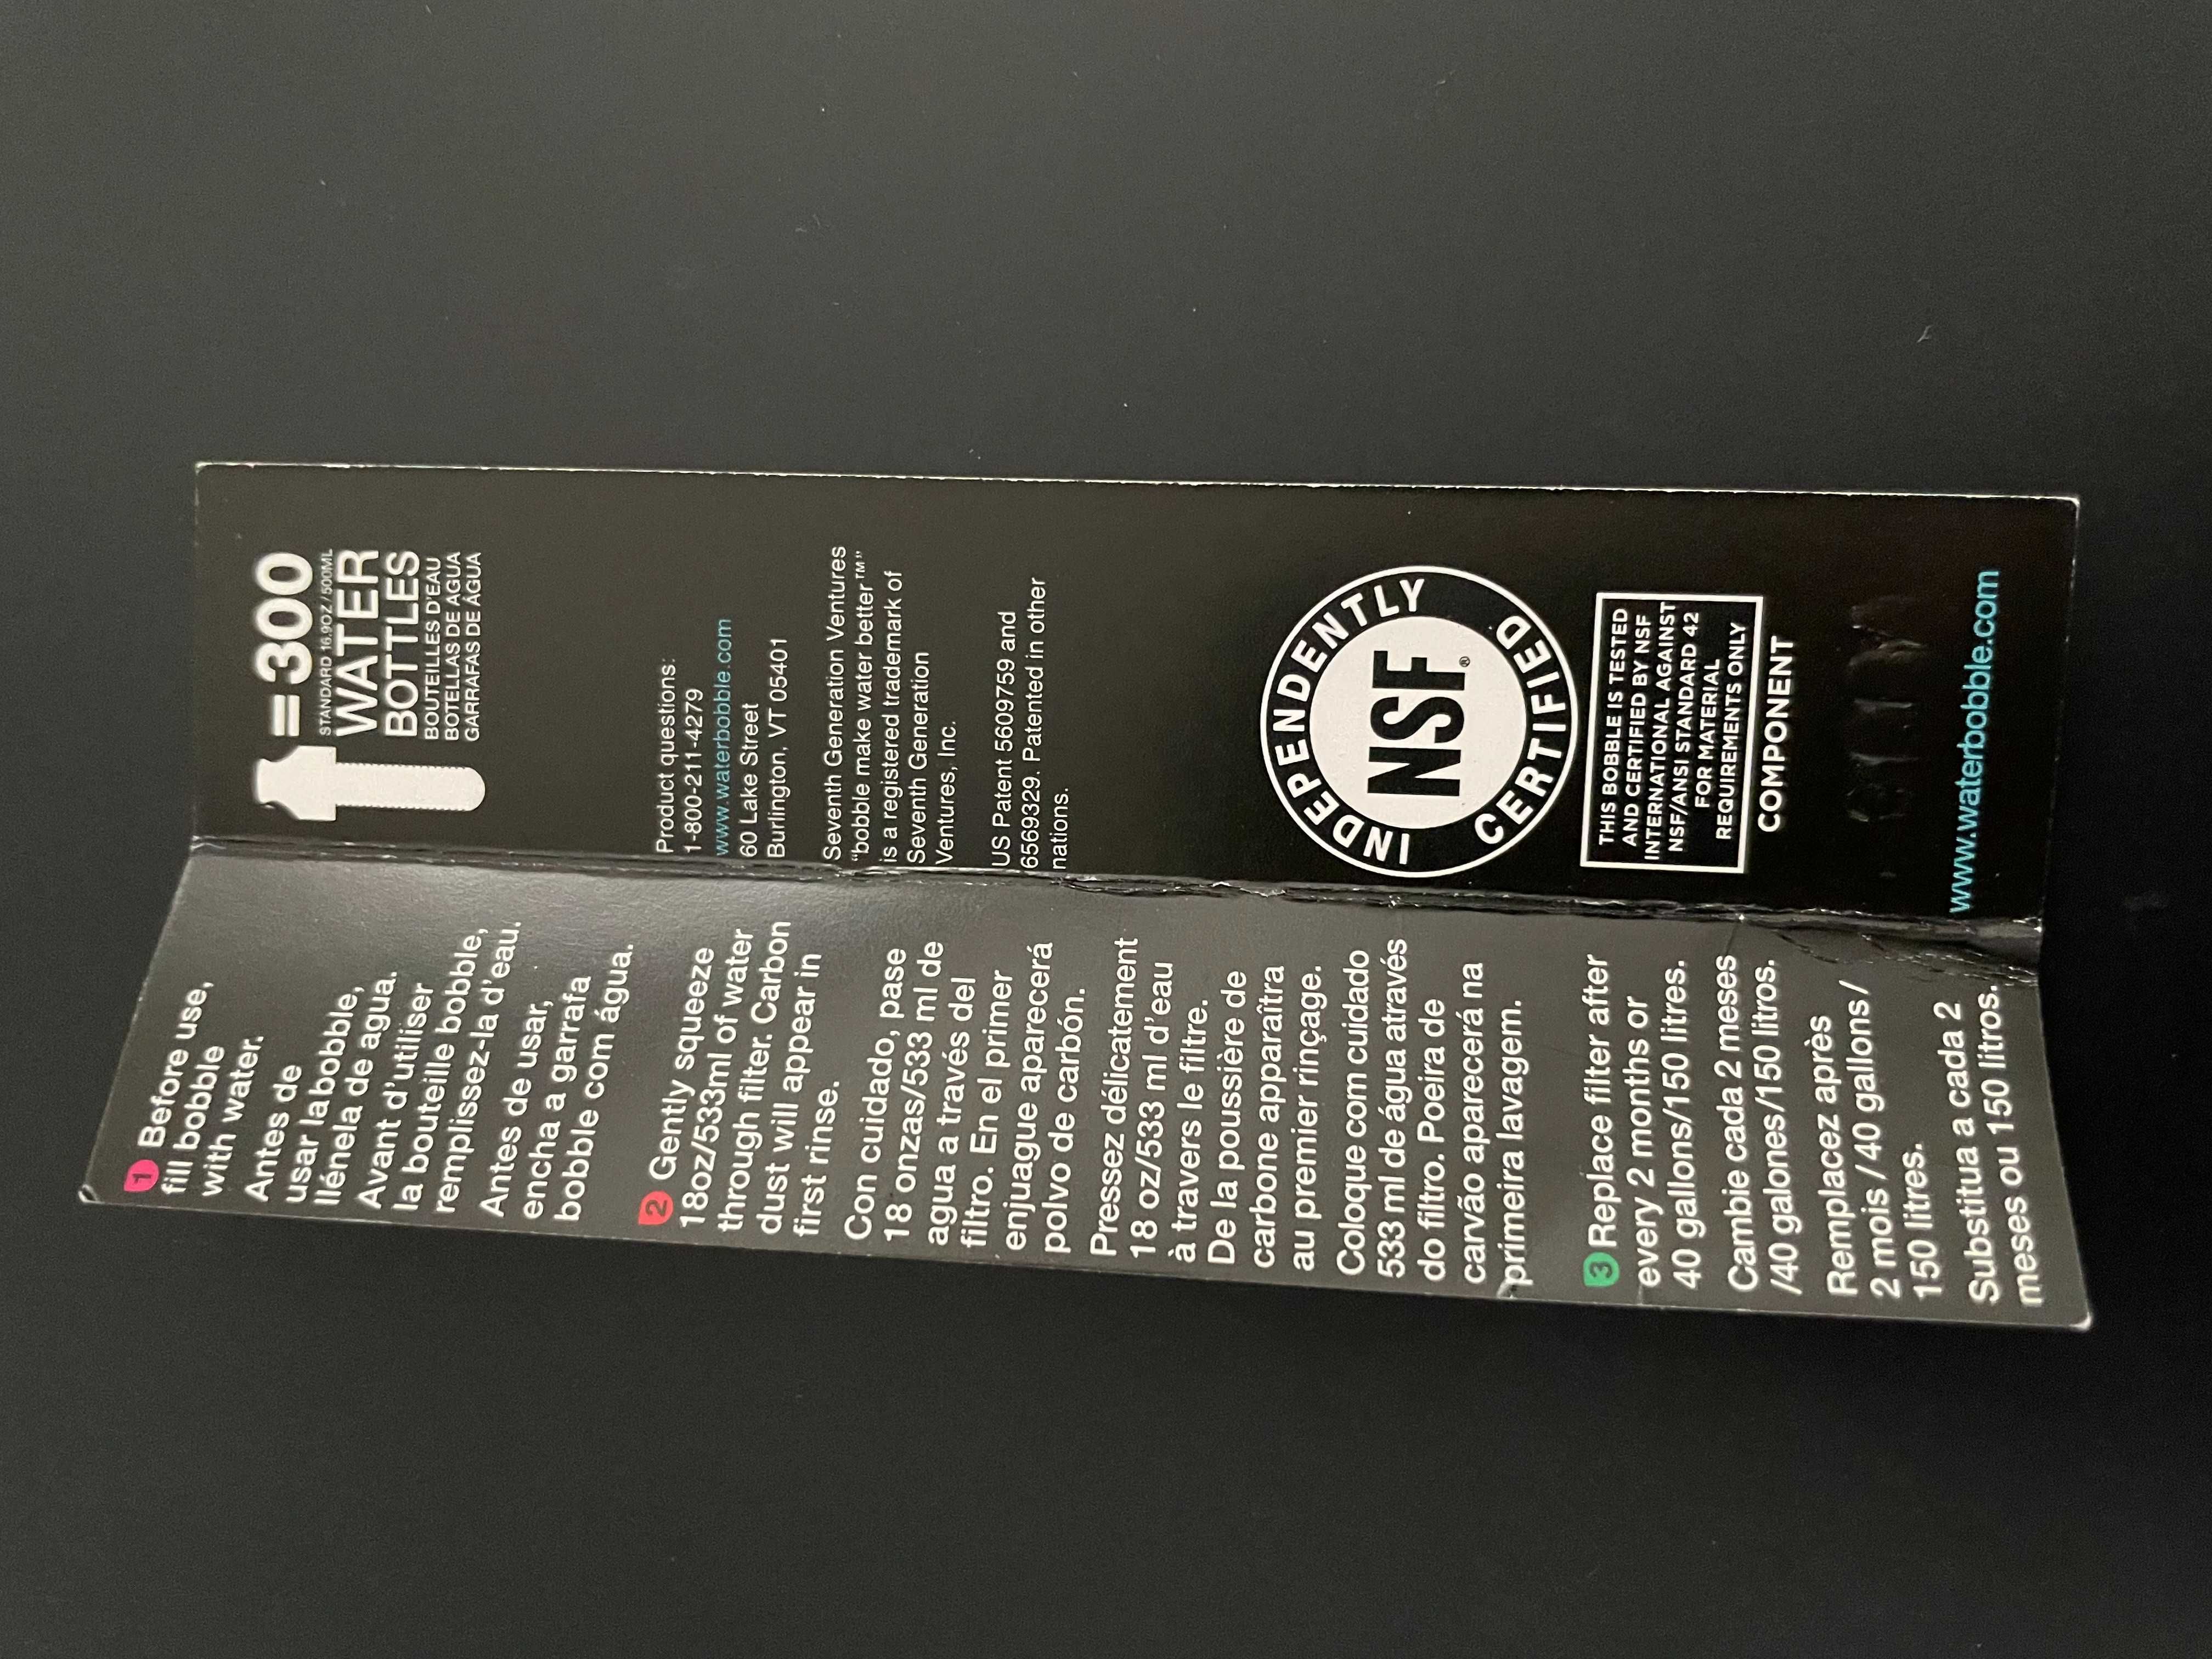 1 Before use,
fill bobble
with water.
Antes de
usar la bobble,
llénela de agua.
Avant d'utiliser
la bouteille bobble,
remplissez-la d'eau.
Antes de usar,
encha a garrafa
bobble com água.
2 Gently squeeze
18oz/533ml of water
through filter. Carbon
dust will appear in
first rinse.
Con cuidado, pase
18 onzas/533 ml de
agua a través del
filtro. En el primer
enjuague aparecerá
polvo de carbón.
Pressez délicatement
18 oz/533 ml d'eau
à travers le filtre.
De la poussière de
carbone apparaîtra
au premier rinçage.
Coloque com cuidado
533 ml de água através
do filtro. Poeira de
carvão aparecerá na
primeira lavagem.
3 Replace filter after
every 2 months or
40 gallons/150 litres.
Cambie cada 2 meses
/40 galones/150 litros.
Remplacez après
2 mois / 40 gallons /
150 litres.
Substitua a cada 2
meses ou 150 litros.
=300
STANDARD 16.9OZ / 500ML
WATER
BOTTLES
BOUTEILLES D'EAU
BOTELLAS DE AGUA
GARRAFAS DE ÁGUA
Product questions:
1-800-211-4279
www.waterbobble.com
60 Lake Street
Burlington, VT 05401
Seventh Generation Ventures
"bobble make water better™"
is a registered trademark of
Seventh Generation
Ventures, Inc.
US Patent 5609759 and
6569329. Patented in other
nations.
INDEPENDENTLY
NSF®
CERTIFIED
THIS BOBBLE IS TESTED
AND CERTIFIED BY NSF
INTERNATIONAL AGAINST
NSF/ANSI STANDARD 42
FOR MATERIAL
REQUIREMENTS ONLY
COMPONENT
www.waterbobble.com